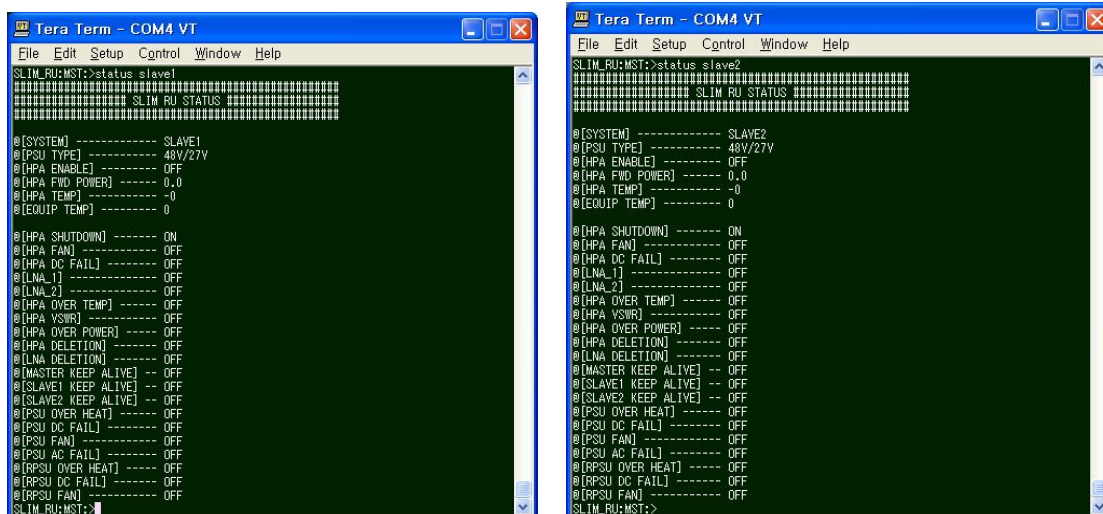 Tera Term - COM4 VT
File Edit Setup Control Window Help
SLIM_RU:MST:>status slave1
################################################
################## SLIM RU STATUS ##################
################################################
@[SYSTEM] ------------- SLAVE1
@[PSU TYPE] ----------- 48V/27V
@[HPA ENABLE] --------- OFF
@[HPA FWD POWER] ------ 0.0
@[HPA TEMP] ----------- -0
@[EQUIP TEMP] --------- 0
@[HPA SHUTDOWN] ------- ON
@[HPA FAN] ------------ OFF
@[HPA DC FAIL] -------- OFF
@[LNA_1] -------------- OFF
@[LNA_2] -------------- OFF
@[HPA OVER TEMP] ------ OFF
@[HPA VSWR] ----------- OFF
@[HPA OVER POWER] ----- OFF
@[HPA DELETION] ------- OFF
@[LNA DELETION] ------- OFF
@[MASTER KEEP ALIVE] -- OFF
@[SLAVE1 KEEP ALIVE] -- OFF
@[SLAVE2 KEEP ALIVE] -- OFF
@[PSU OVER HEAT] ------ OFF
@[PSU DC FAIL] -------- OFF
@[PSU FAN] ------------ OFF
@[PSU AC FAIL] -------- OFF
@[RPSU OVER HEAT] ----- OFF
@[RPSU DC FAIL] ------- OFF
@[RPSU FAN] ----------- OFF
SLIM_RU:MST:>
Tera Term - COM4 VT
File Edit Setup Control Window Help
SLIM_RU:MST:>status slave2
################################################
################## SLIM RU STATUS ##################
################################################
@[SYSTEM] ------------- SLAVE2
@[PSU TYPE] ----------- 48V/27V
@[HPA ENABLE] --------- OFF
@[HPA FWD POWER] ------ 0.0
@[HPA TEMP] ----------- -0
@[EQUIP TEMP] --------- 0
@[HPA SHUTDOWN] ------- ON
@[HPA FAN] ------------ OFF
@[HPA DC FAIL] -------- OFF
@[LNA_1] -------------- OFF
@[LNA_2] -------------- OFF
@[HPA OVER TEMP] ------ OFF
@[HPA VSWR] ----------- OFF
@[HPA OVER POWER] ----- OFF
@[HPA DELETION] ------- OFF
@[LNA DELETION] ------- OFF
@[MASTER KEEP ALIVE] -- OFF
@[SLAVE1 KEEP ALIVE] -- OFF
@[SLAVE2 KEEP ALIVE] -- OFF
@[PSU OVER HEAT] ------ OFF
@[PSU DC FAIL] -------- OFF
@[PSU FAN] ------------ OFF
@[PSU AC FAIL] -------- OFF
@[RPSU OVER HEAT] ----- OFF
@[RPSU DC FAIL] ------- OFF
@[RPSU FAN] ----------- OFF
SLIM_RU:MST:>